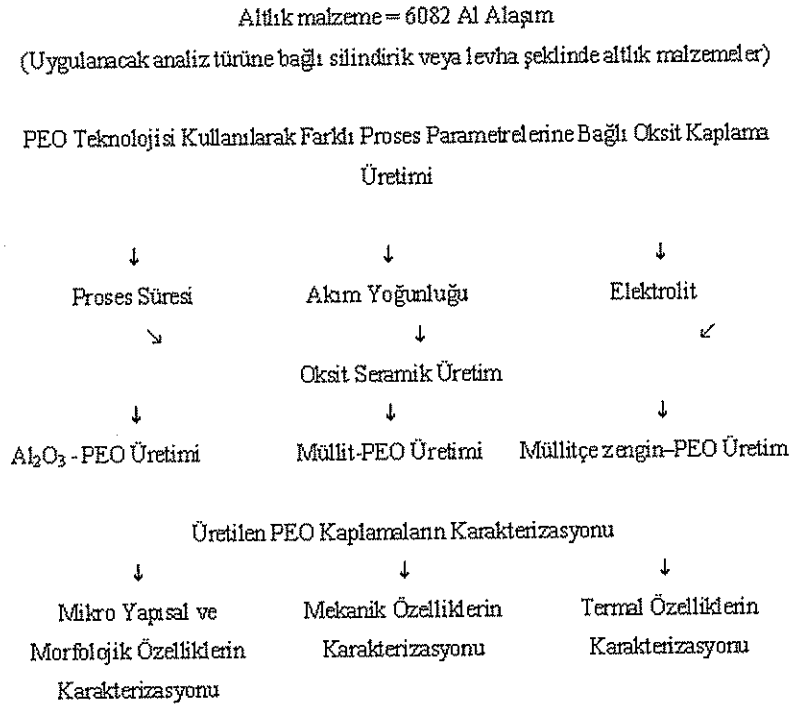 Altlık malzeme = 6082 Al Alaşım
(Uygulanacak analiz türüne bağlı silindirik veya levha şeklinde altlık malzemeler)
PEO Teknolojisi Kullanılarak Farklı Proses Parametrelerine Bağlı Oksit Kaplama
Üretimi
↓ ↓ ↓
Proses Süresi Akım Yoğunluğu Elektrolit
↘ ↓ ↙
Oksit Seramik Üretim
↓ ↓ ↓
Al₂O₃ - PEO Üretimi Müllit-PEO Üretimi Müllitçe zengin–PEO Üretim
Üretilen PEO Kaplamaların Karakterizasyonu
↓ ↓ ↓
Mikro Yapısal ve Mekanik Özelliklerin Termal Özelliklerin
Morfolojik Özelliklerin Karakterizasyonu Karakterizasyonu
Karakterizasyonu